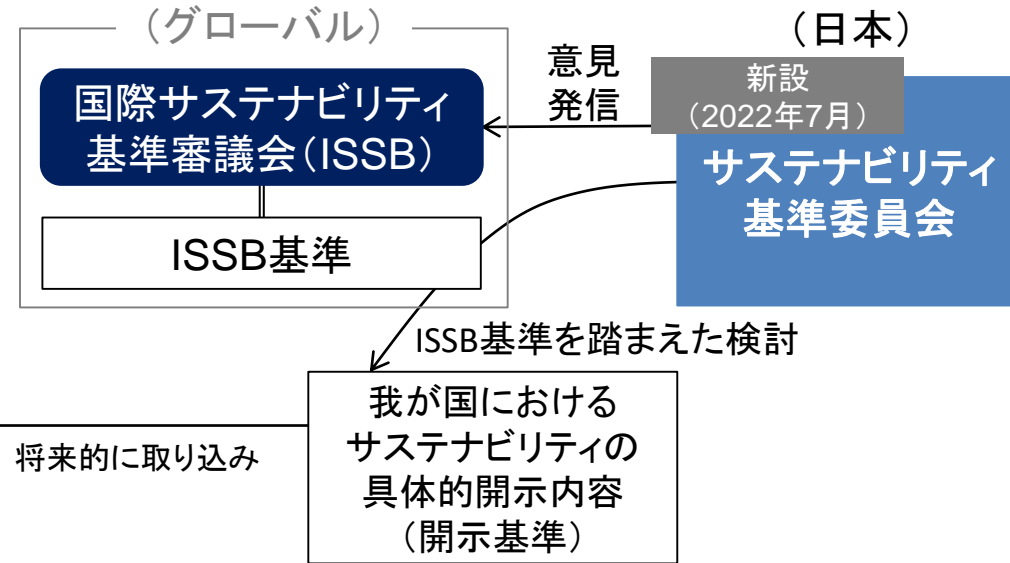 （グローバル）
国際サステナビリティ
基準審議会（ISSB）
ISSB基準
意見
発信
（日本）
新設
（2022年7月）
サステナビリティ
基準委員会
ISSB基準を踏まえた検討
我が国における
サステナビリティの
具体的開示内容
（開示基準）
将来的に取り込み